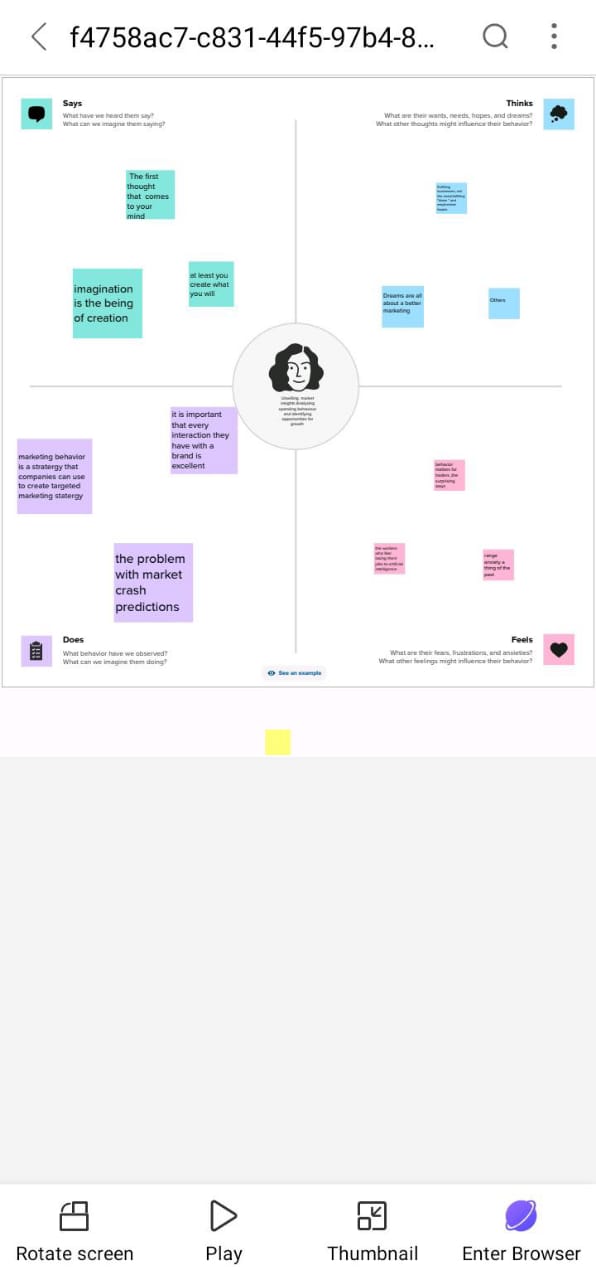 f4758ac7-c831-44f5-97b4-8...
Says
What have we heard them say?
What can we imagine them saying?
Thinks
What are their wants, needs, hopes, and dreams?
What other thoughts might influence their behavior?
The first
thought
that comes
to your
mind
imagination
is the being
of creation
at least you
create what
you will
Dreams are all
about a better
marketing
Others
Unveiling market
insights Analysing
spending behaviour
and identifying
opportunities for
growth
marketing behavior
is a stratergy that
companies can use
to create targeted
marketing statergy
it is important
that every
interaction they
have with a
brand is
excellent
the problem
with market
crash
predictions
behavior
matters for
traders, the
surprising
ways
the workers
who fear
losing their
jobs to artificial
intelligence
range
anxiety a
thing of the
past
Does
What behavior have we observed?
What can we imagine them doing?
Feels
What are their fears, frustrations, and anxieties?
What other feelings might influence their behavior?
See an example
Rotate screen
Play
Thumbnail
Enter Browser